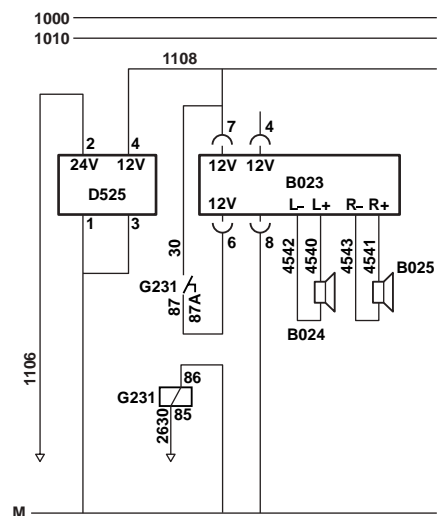 1000
1010
1108
2 4
24V 12V
D525
1 3
7 4
12V 12V
B023
12V L– L+ R– R+
6 8
4542 4540 4543 4541
B024
B025
30
G231
87 87A
86
G231
85
2630
1106
M